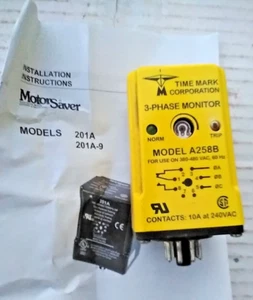 INSTALLATION
INSTRUCTIONS
MotorSaver
MODELS 201A
201A-9
TIME MARK
CORPORATION
3-PHASE MONITOR
NORM
TRIP
MODEL A258B
FOR USE ON 380-480 VAC, 60 Hz
ØA
ØB
ØC
CONTACTS: 10A at 240VAC
201A